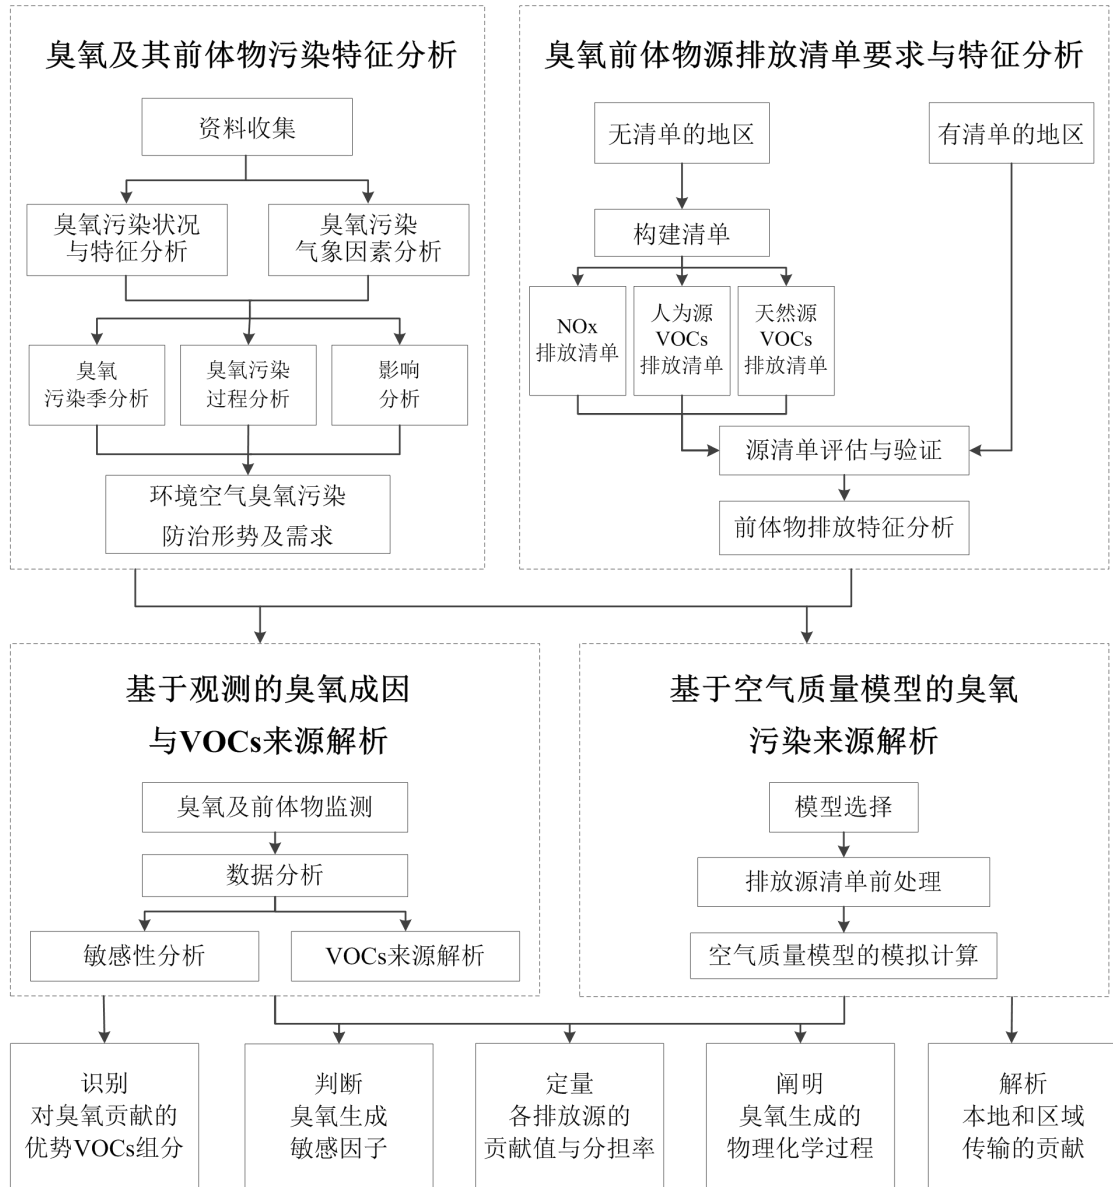 臭氧及其前体物污染特征分析
资料收集
臭氧污染状况
与特征分析
臭氧污染
气象因素分析
臭氧
污染季分析
臭氧污染
过程分析
影响
分析
环境空气臭氧污染
防治形势及需求
臭氧前体物源排放清单要求与特征分析
无清单的地区
有清单的地区
构建清单
NOx
排放清单
人为源
VOCs
排放清单
天然源
VOCs
排放清单
源清单评估与验证
前体物排放特征分析
基于观测的臭氧成因
与VOCs来源解析
臭氧及前体物监测
数据分析
敏感性分析
VOCs来源解析
基于空气质量模型的臭氧
污染来源解析
模型选择
排放源清单前处理
空气质量模型的模拟计算
识别
对臭氧贡献的
优势VOCs组分
判断
臭氧生成
敏感因子
定量
各排放源的
贡献值与分担率
阐明
臭氧生成的
物理化学过程
解析
本地和区域
传输的贡献